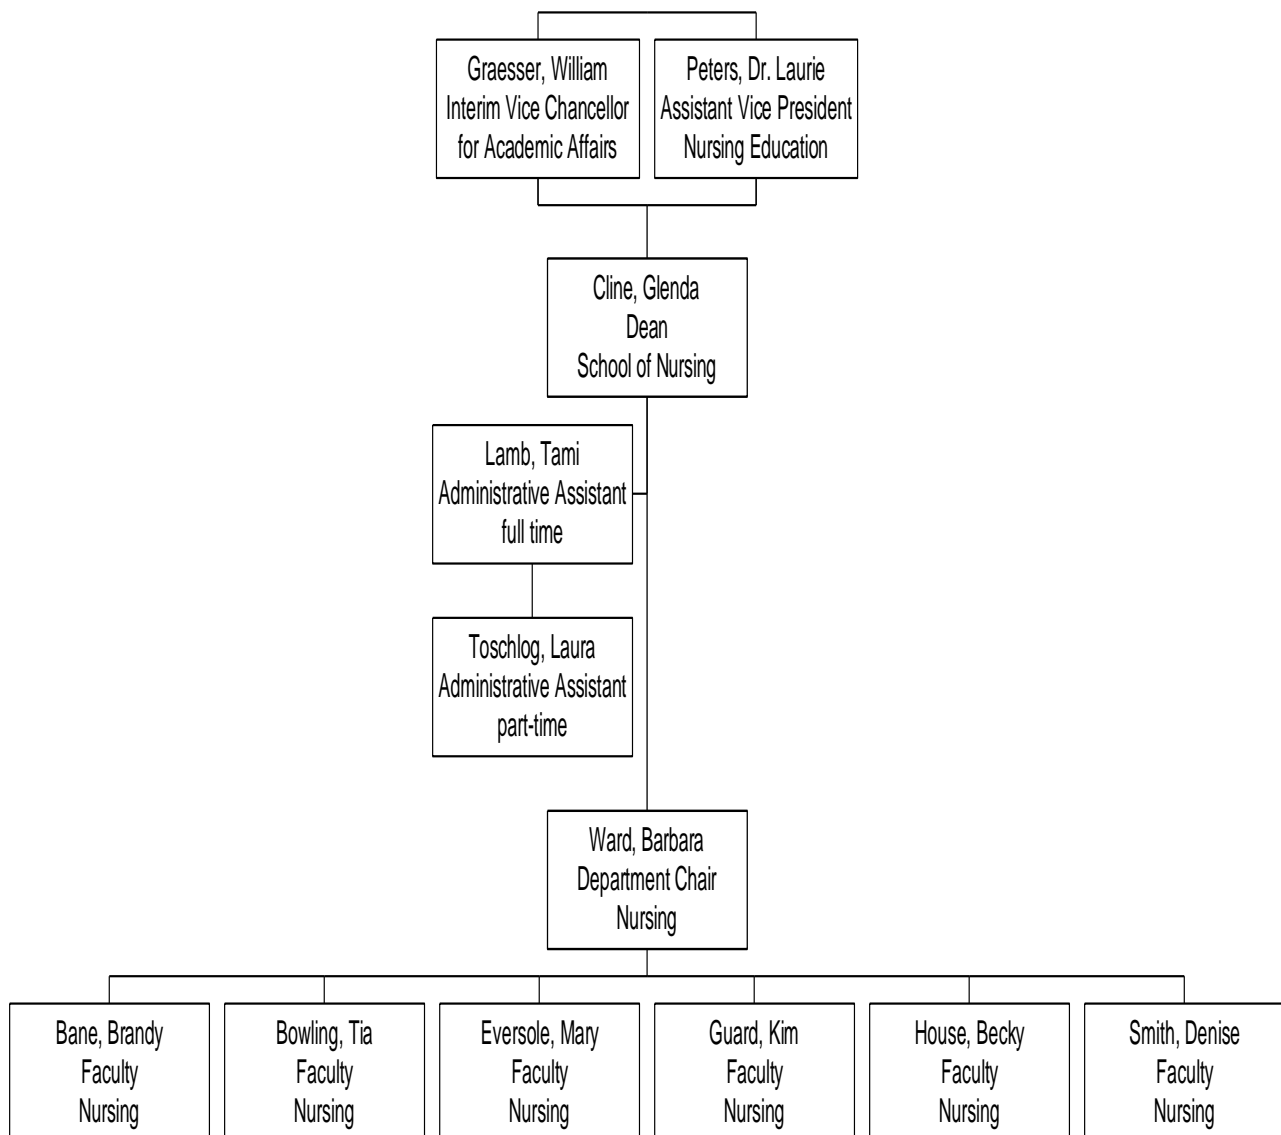 Graesser, William
Interim Vice Chancellor
for Academic Affairs
Peters, Dr. Laurie
Assistant Vice President
Nursing Education
Cline, Glenda
Dean
School of Nursing
Lamb, Tami
Administrative Assistant
full time
Toschlog, Laura
Administrative Assistant
part-time
Ward, Barbara
Department Chair
Nursing
Bane, Brandy
Faculty
Nursing
Bowling, Tia
Faculty
Nursing
Eversole, Mary
Faculty
Nursing
Guard, Kim
Faculty
Nursing
House, Becky
Faculty
Nursing
Smith, Denise
Faculty
Nursing